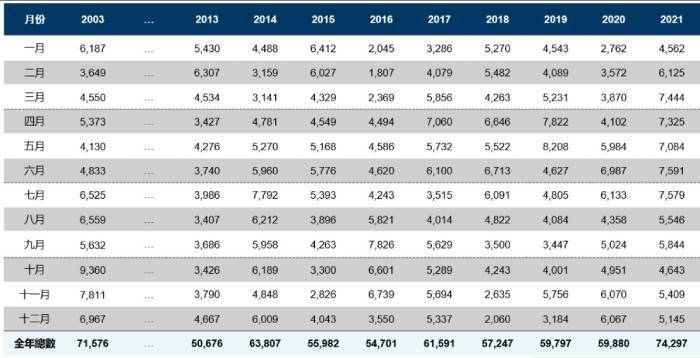 月份 2003 ... 2013 2014 2015 2016 2017 2018 2019 2020 2021
一月 6,187 ... 5,430 4,488 6,412 2,045 3,286 5,270 4,543 2,762 4,562
二月 3,649 ... 6,307 3,159 6,027 1,807 4,079 5,482 4,089 3,572 6,125
三月 4,550 ... 4,534 3,141 4,329 2,369 5,856 4,263 5,231 3,870 7,444
四月 5,373 ... 3,427 4,781 4,549 4,494 7,060 6,646 7,822 4,102 7,325
五月 4,130 ... 4,276 5,270 5,168 4,586 5,732 5,522 8,208 5,984 7,084
六月 4,833 ... 3,740 5,960 5,776 4,620 6,100 6,713 4,627 6,987 7,591
七月 6,525 ... 3,986 7,792 5,393 4,243 3,515 6,091 4,805 6,133 7,579
八月 6,559 ... 3,407 6,212 3,896 5,821 4,014 4,822 4,084 4,358 5,546
九月 5,632 ... 3,686 5,958 4,263 7,826 5,629 3,500 3,447 5,024 5,844
十月 9,360 ... 3,426 6,189 3,300 6,601 5,289 4,243 4,001 4,951 4,643
十一月 7,811 ... 3,790 4,848 2,826 6,739 5,694 2,635 5,756 6,070 5,409
十二月 6,967 ... 4,667 6,009 4,043 3,550 5,337 2,060 3,184 6,067 5,145
全年總數 71,576 ... 50,676 63,807 55,982 54,701 61,591 57,247 59,797 59,880 74,297